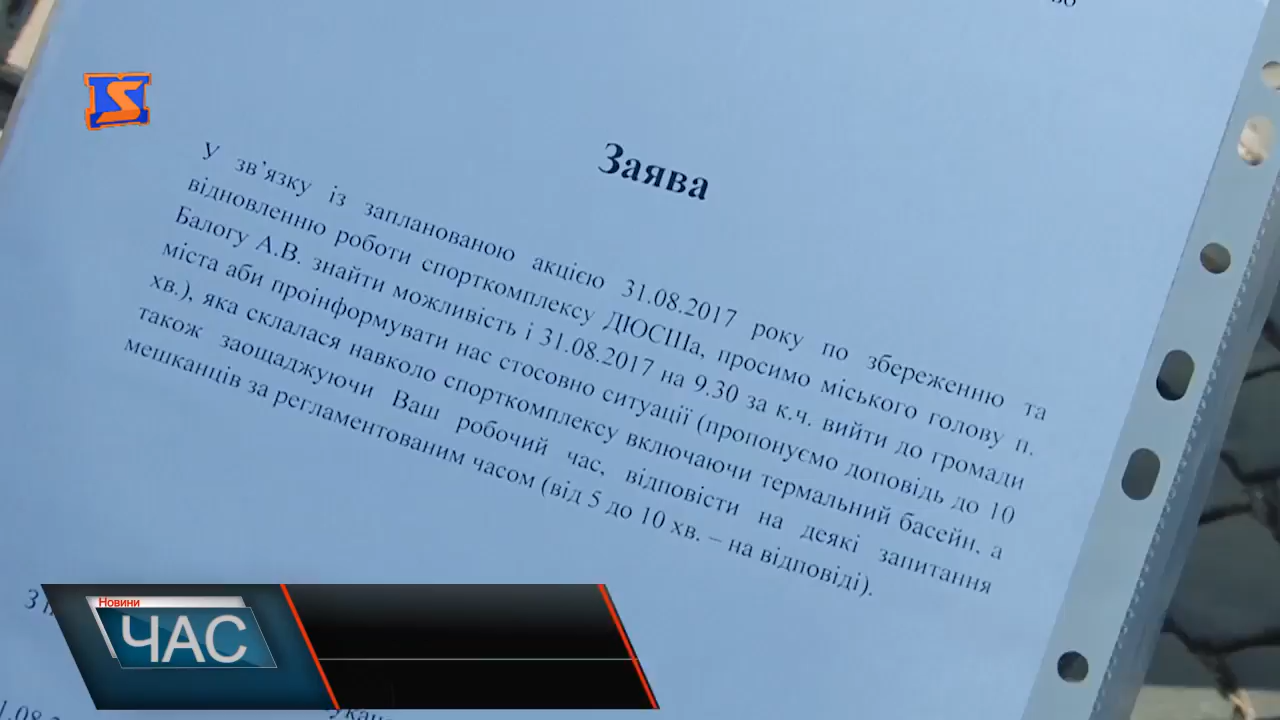 Заява
У зв’язку із запланованою акцією 31.08.2017 року по збереженню та
відновленню роботи спорткомплексу ДЮСШа, просимо міського голову п.
Балогу А.В. знайти можливість і 31.08.2017 на 9.30 за к.ч. вийти до громади
міста аби проінформувати нас стосовно ситуації (пропонуємо доповідь до 10
хв.), яка склалася навколо спорткомплексу включаючи термальний басейн, а
також заощаджуючи Ваш робочий час, відповісти на деякі запитання
мешканців за регламентованим часом (від 5 до 10 хв. – на відповіді).
Новини
ЧАС